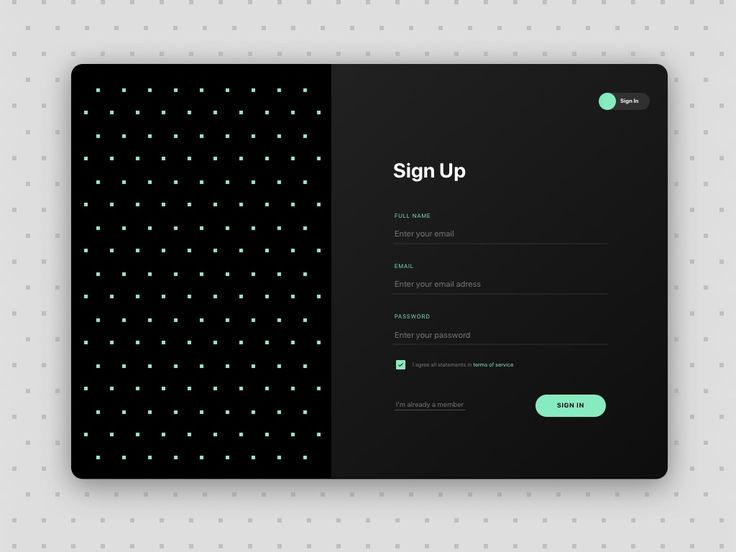 Sign In
Sign Up
FULL NAME
Enter your email
EMAIL
Enter your email adress
PASSWORD
Enter your password
I agree all statements in terms of service
I'm already a member
SIGN IN